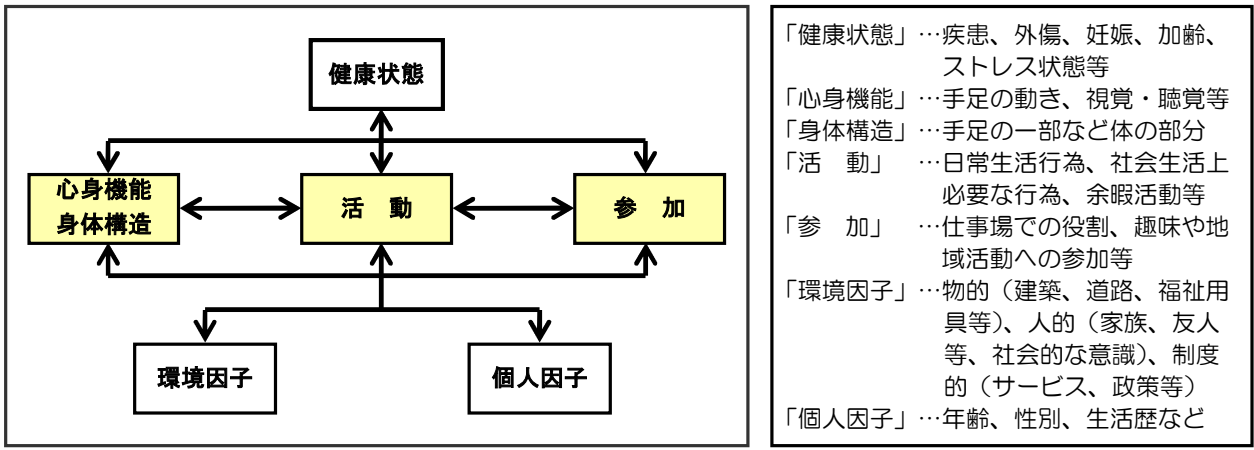 健康状態
心身機能
身体構造
活　動
参　加
環境因子
個人因子
「健康状態」…疾患、外傷、妊娠、加齢、
ストレス状態等
「心身機能」…手足の動き、視覚・聴覚等
「身体構造」…手足の一部など体の部分
「活　動」　…日常生活行為、社会生活上
必要な行為、余暇活動等
「参　加」　…仕事場での役割、趣味や地
域活動への参加等
「環境因子」…物的（建築、道路、福祉用
具等）、人的（家族、友人
等、社会的な意識）、制度
的（サービス、政策等）
「個人因子」…年齢、性別、生活歴など